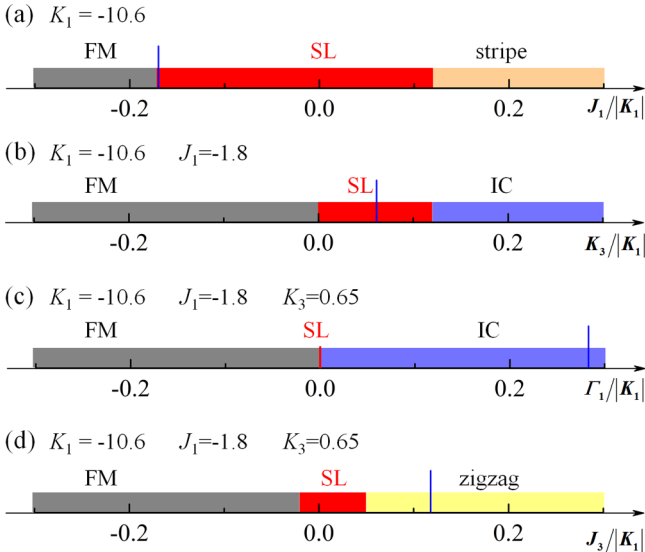 (a) K₁ = -10.6
FM SL stripe
-0.2 0.0 0.2 J₁/|K₁|
(b) K₁ = -10.6 J₁=-1.8
FM SL IC
-0.2 0.0 0.2 K₃/|K₁|
(c) K₁ = -10.6 J₁=-1.8 K₃=0.65
FM SL IC
-0.2 0.0 0.2 Γ₁/|K₁|
(d) K₁ = -10.6 J₁=-1.8 K₃=0.65
FM SL zigzag
-0.2 0.0 0.2 J₃/|K₁|